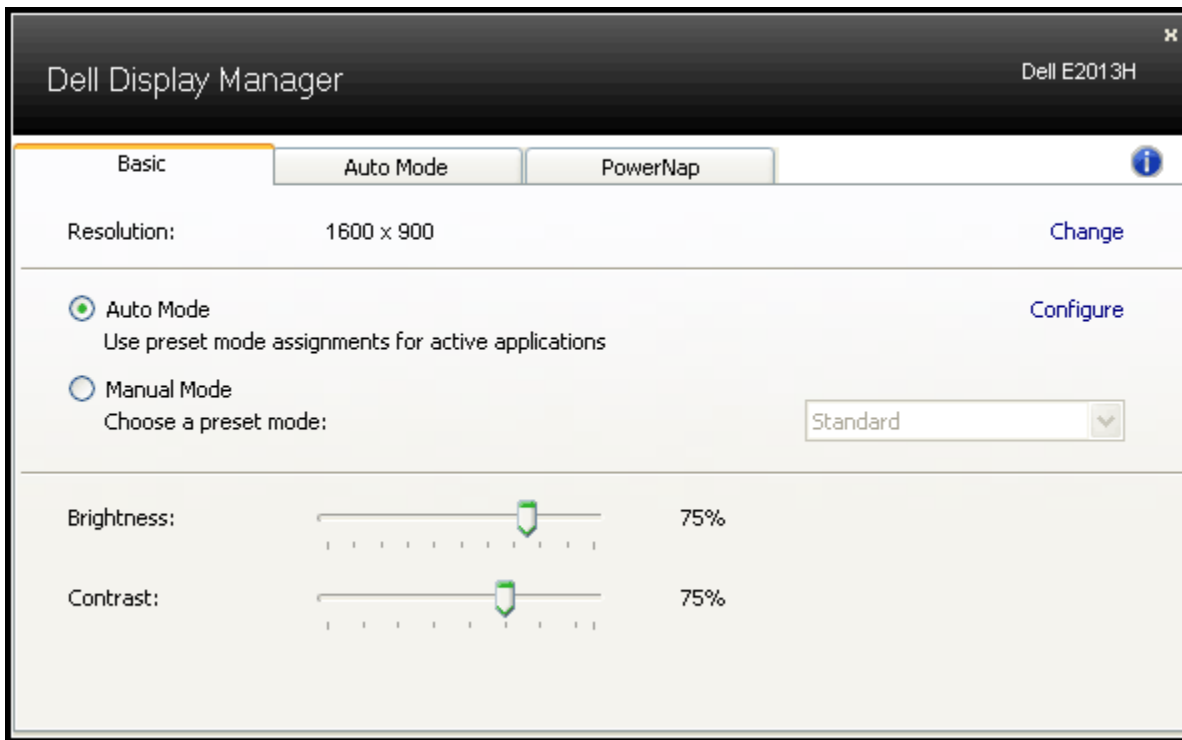 Dell Display Manager
Dell E2013H
Basic
Auto Mode
PowerNap
Resolution:
1600 x 900
Change
Auto Mode
Configure
Use preset mode assignments for active applications
Manual Mode
Choose a preset mode:
Standard
Brightness:
75%
Contrast:
75%